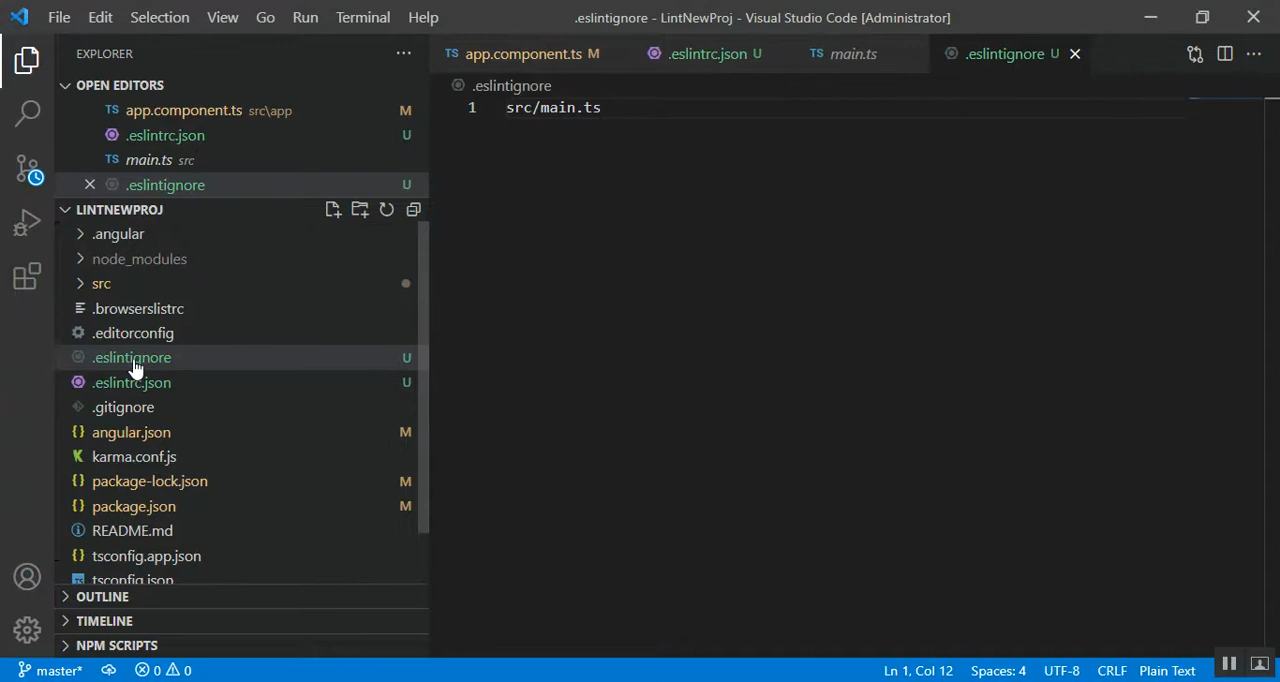 File Edit Selection View Go Run Terminal Help .eslintignore - LintNewProj - Visual Studio Code [Administrator]
EXPLORER
TS app.component.ts M .eslintrc.json U TS main.ts .eslintignore U
OPEN EDITORS
TS app.component.ts src\app M
.eslintrc.json U
TS main.ts src
.eslintignore U
.eslintignore
1 src/main.ts
LINTNEWPROJ
.angular
node_modules
src
.browserslistrc
.editorconfig
.eslintignore U
.eslintrc.json U
.gitignore
{} angular.json M
K karma.conf.js
{} package-lock.json M
{} package.json M
README.md
{} tsconfig.app.json
tsconfig.json
OUTLINE
TIMELINE
NPM SCRIPTS
master* 0 0 Ln 1, Col 12 Spaces: 4 UTF-8 CRLF Plain Text